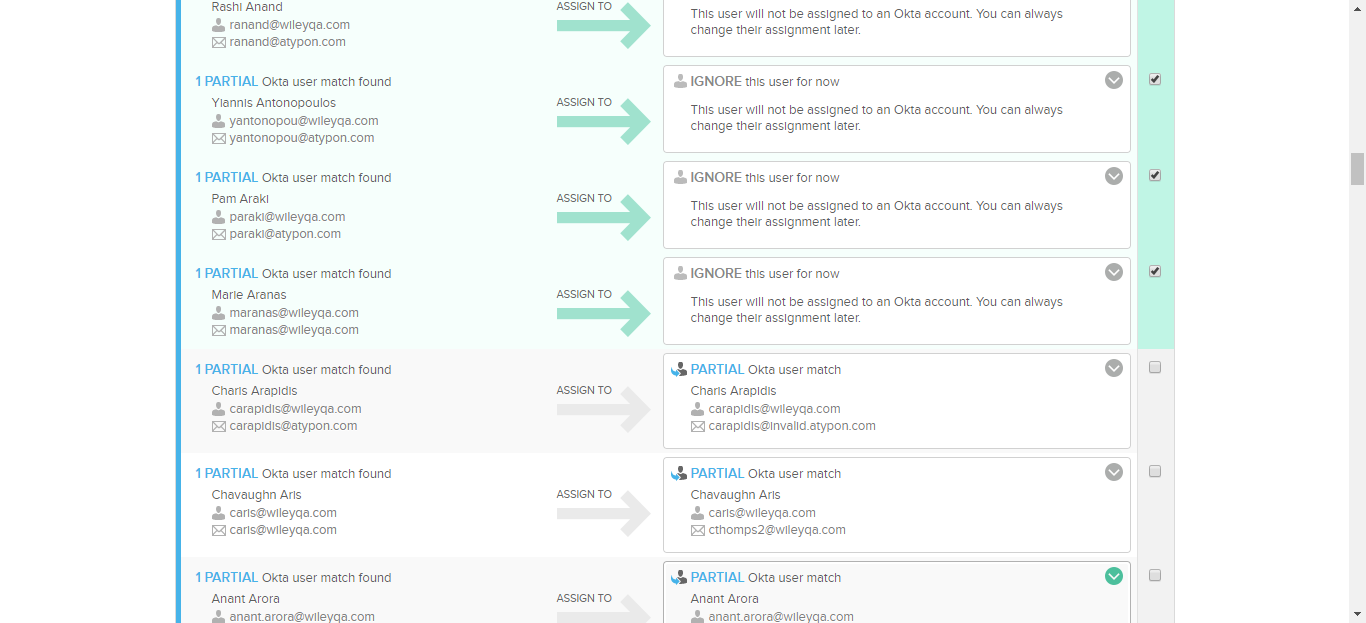 Rashi Anand
ranand@wileyqa.com
ranand@atypon.com
ASSIGN TO
This user will not be assigned to an Okta account. You can always
change their assignment later.
1 PARTIAL Okta user match found
Yiannis Antonopoulos
yantonopou@wileyqa.com
yantonopou@atypon.com
ASSIGN TO
IGNORE this user for now
This user will not be assigned to an Okta account. You can always
change their assignment later.
1 PARTIAL Okta user match found
Pam Araki
paraki@wileyqa.com
paraki@atypon.com
ASSIGN TO
IGNORE this user for now
This user will not be assigned to an Okta account. You can always
change their assignment later.
1 PARTIAL Okta user match found
Marie Aranas
maranas@wileyqa.com
maranas@wileyqa.com
ASSIGN TO
IGNORE this user for now
This user will not be assigned to an Okta account. You can always
change their assignment later.
1 PARTIAL Okta user match found
Charis Arapidis
carapidis@wileyqa.com
carapidis@atypon.com
ASSIGN TO
PARTIAL Okta user match
Charis Arapidis
carapidis@wileyqa.com
carapidis@invalid.atypon.com
1 PARTIAL Okta user match found
Chavaughn Aris
caris@wileyqa.com
caris@wileyqa.com
ASSIGN TO
PARTIAL Okta user match
Chavaughn Aris
caris@wileyqa.com
cthomps2@wileyqa.com
1 PARTIAL Okta user match found
Anant Arora
anant.arora@wileyqa.com
ASSIGN TO
PARTIAL Okta user match
Anant Arora
anant.arora@wileyqa.com